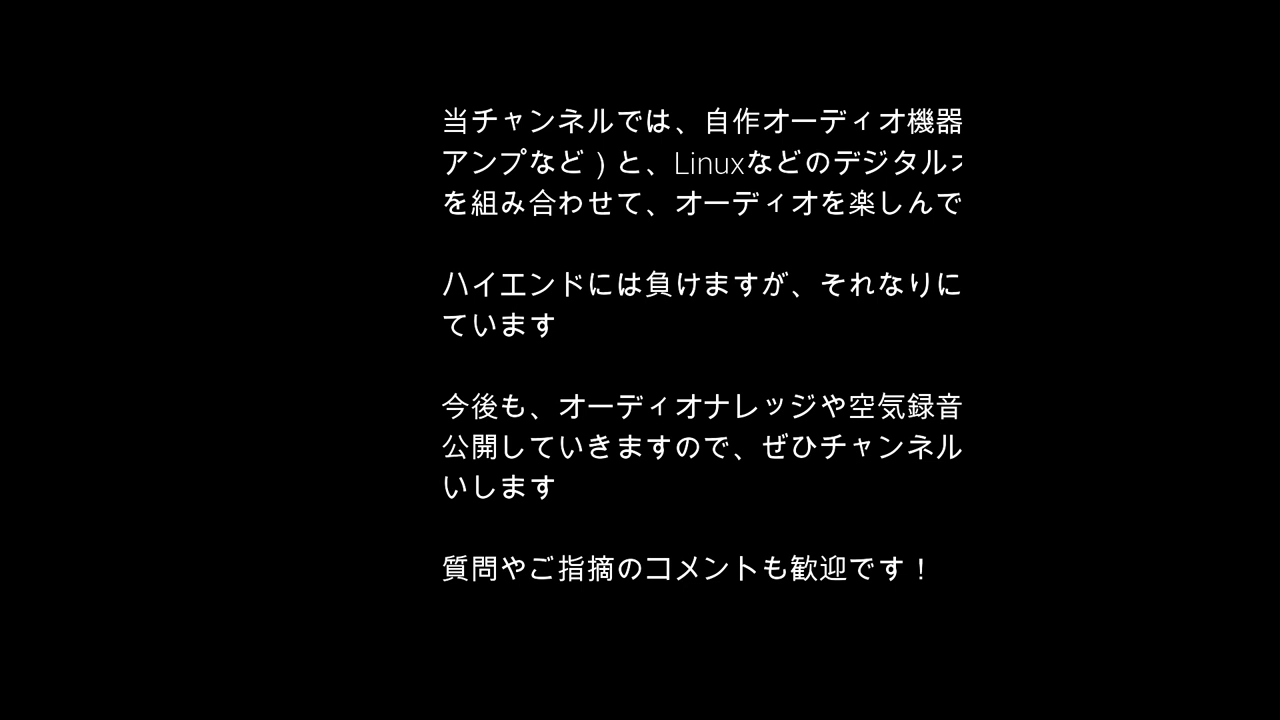 当チャンネルでは、自作オーディオ機器
アンプなど）と、Linuxなどのデジタル
を組み合わせて、オーディオを楽しんで
ハイエンドには負けますが、それなりに
ています
今後も、オーディオナレッジや空気録音
公開していきますので、ぜひチャンネル
いします
質問やご指摘のコメントも歓迎です！